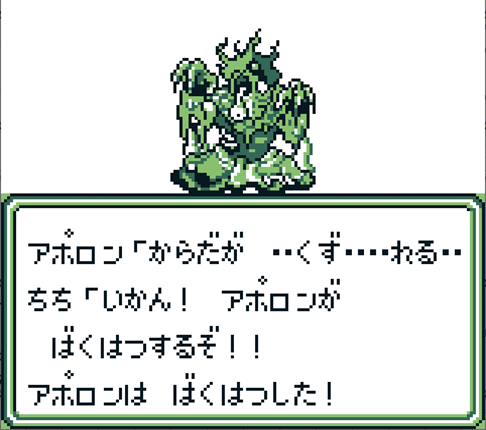 アポロン「からだが ‥くず‥‥れる‥
ちち「いかん！ アポロンが
ばくはつするぞ！！
アポロンは ばくはつした！